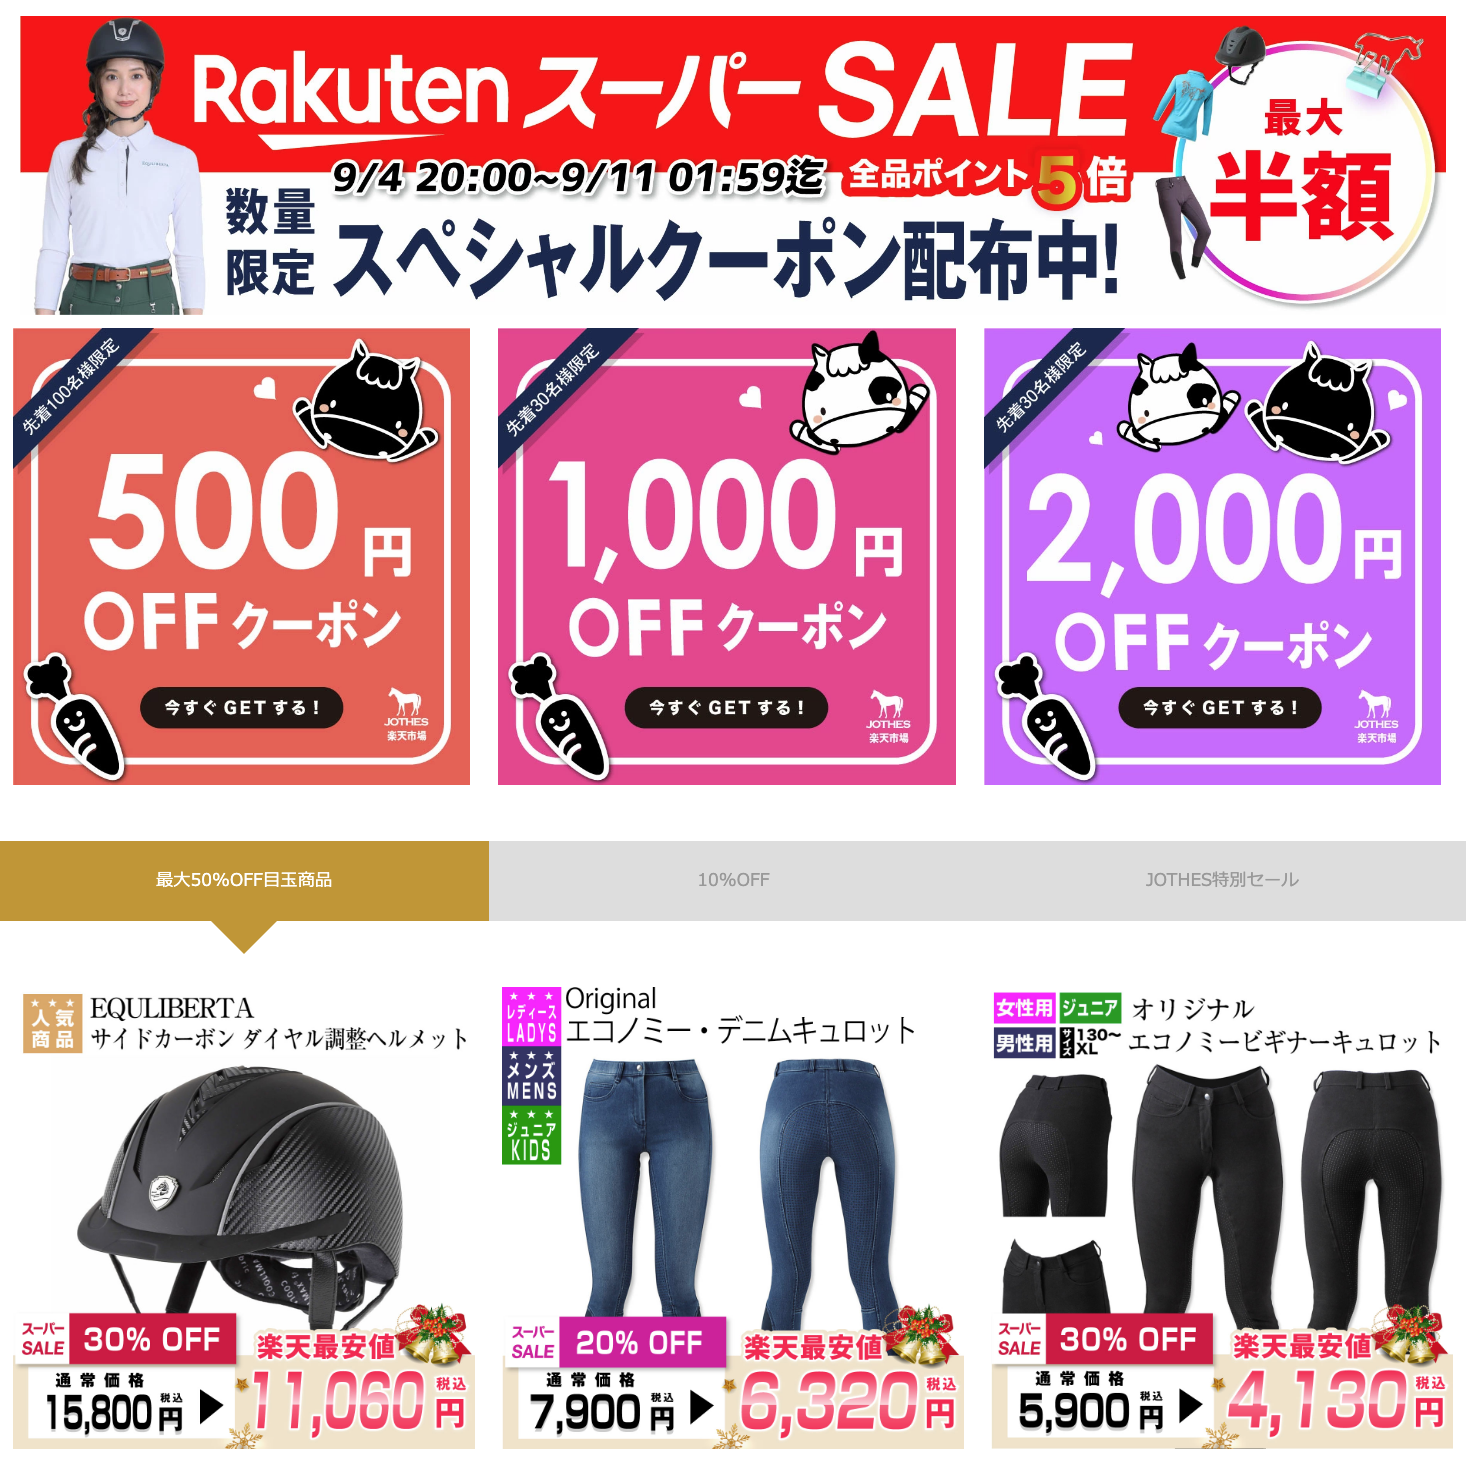 Rakuten スーパー SALE
9/4 20:00~9/11 01:59迄
全品ポイント5倍
数量限定
スペシャルクーポン配布中!
最大
半額
先着100名様限定
500円
OFFクーポン
今すぐGETする!
JOTHES
楽天市場
先着30名様限定
1,000円
OFFクーポン
今すぐGETする!
JOTHES
楽天市場
先着30名様限定
2,000円
OFFクーポン
今すぐGETする!
JOTHES
楽天市場
最大50%OFF目玉商品
10%OFF
JOTHES特別セール
人気商品
EQULIBERTA
サイドカーボン ダイヤル調整ヘルメット
スーパーSALE
30% OFF
楽天最安値
通常価格
15,800円 税込
11,060円 税込
レディース
LADYS
メンズ
MENS
ジュニア
KIDS
Original
エコノミー・デニムキュロット
スーパーSALE
20% OFF
楽天最安値
通常価格
7,900円 税込
6,320円 税込
女性用 ジュニア
男性用 サイズ 130~XL
オリジナル
エコノミービギナーキュロット
スーパーSALE
30% OFF
楽天最安値
通常価格
5,900円 税込
4,130円 税込